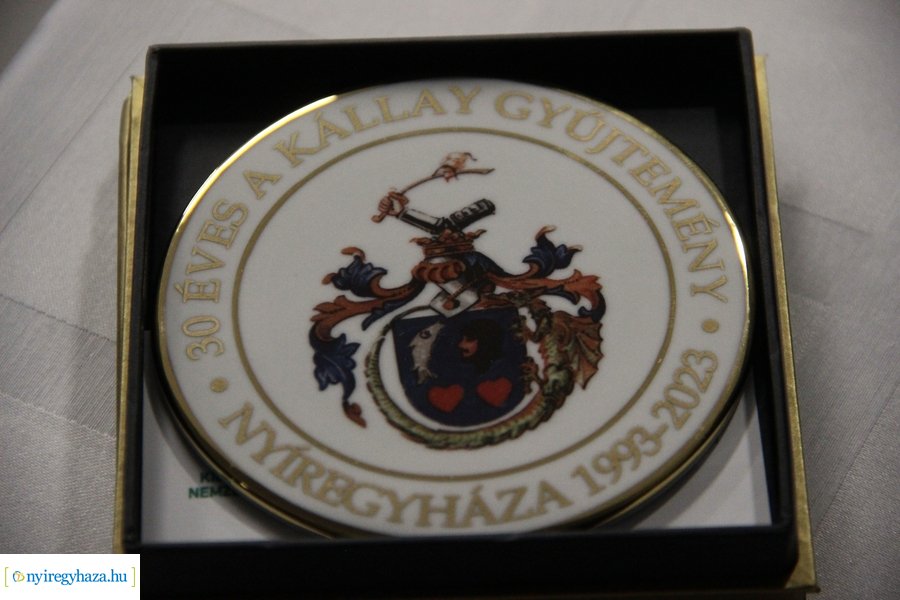 30 ÉVES A KÁLLAY GYŰJTEMÉNY
• NYÍREGYHÁZA 1993-2023 •
[nyiregyhaza.hu]